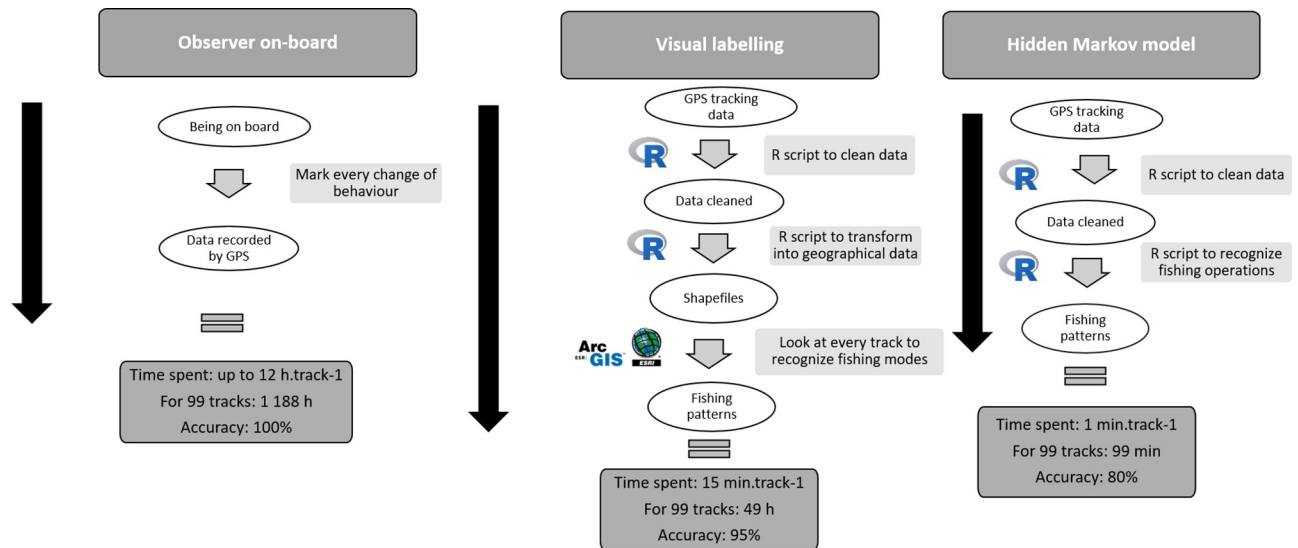 Observer on-board
Being on board
Mark every change of
behaviour
Data recorded
by GPS
Time spent: up to 12 h.track-1
For 99 tracks: 1 188 h
Accuracy: 100%
Visual labelling
GPS tracking
data
R
R script to clean data
Data cleaned
R
R script to transform
into geographical data
Shapefiles
Arc
ESRI GIS™
ESRI
Look at every track to
recognize fishing modes
Fishing
patterns
Time spent: 15 min.track-1
For 99 tracks: 49 h
Accuracy: 95%
Hidden Markov model
GPS tracking
data
R
R script to clean data
Data cleaned
R
R script to recognize
fishing operations
Fishing
patterns
Time spent: 1 min.track-1
For 99 tracks: 99 min
Accuracy: 80%